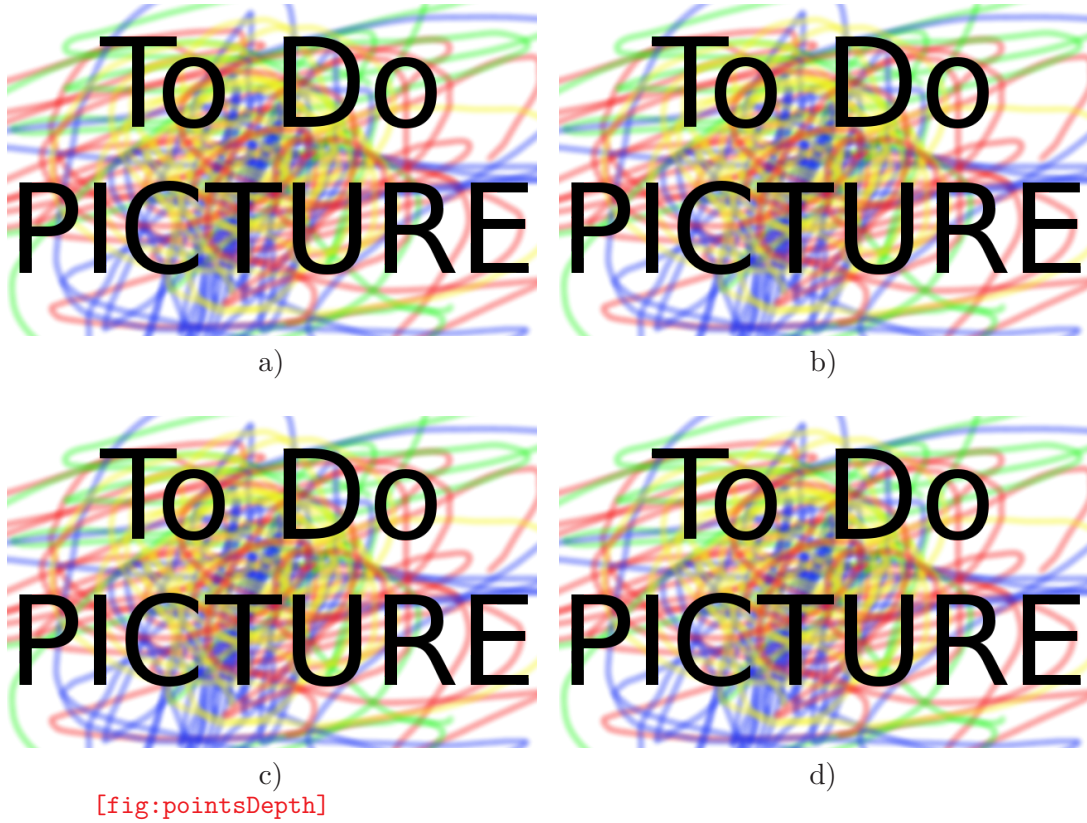 To Do
PICTURE
a)
To Do
PICTURE
b)
To Do
PICTURE
c)
To Do
PICTURE
d)
[fig:pointsDepth]